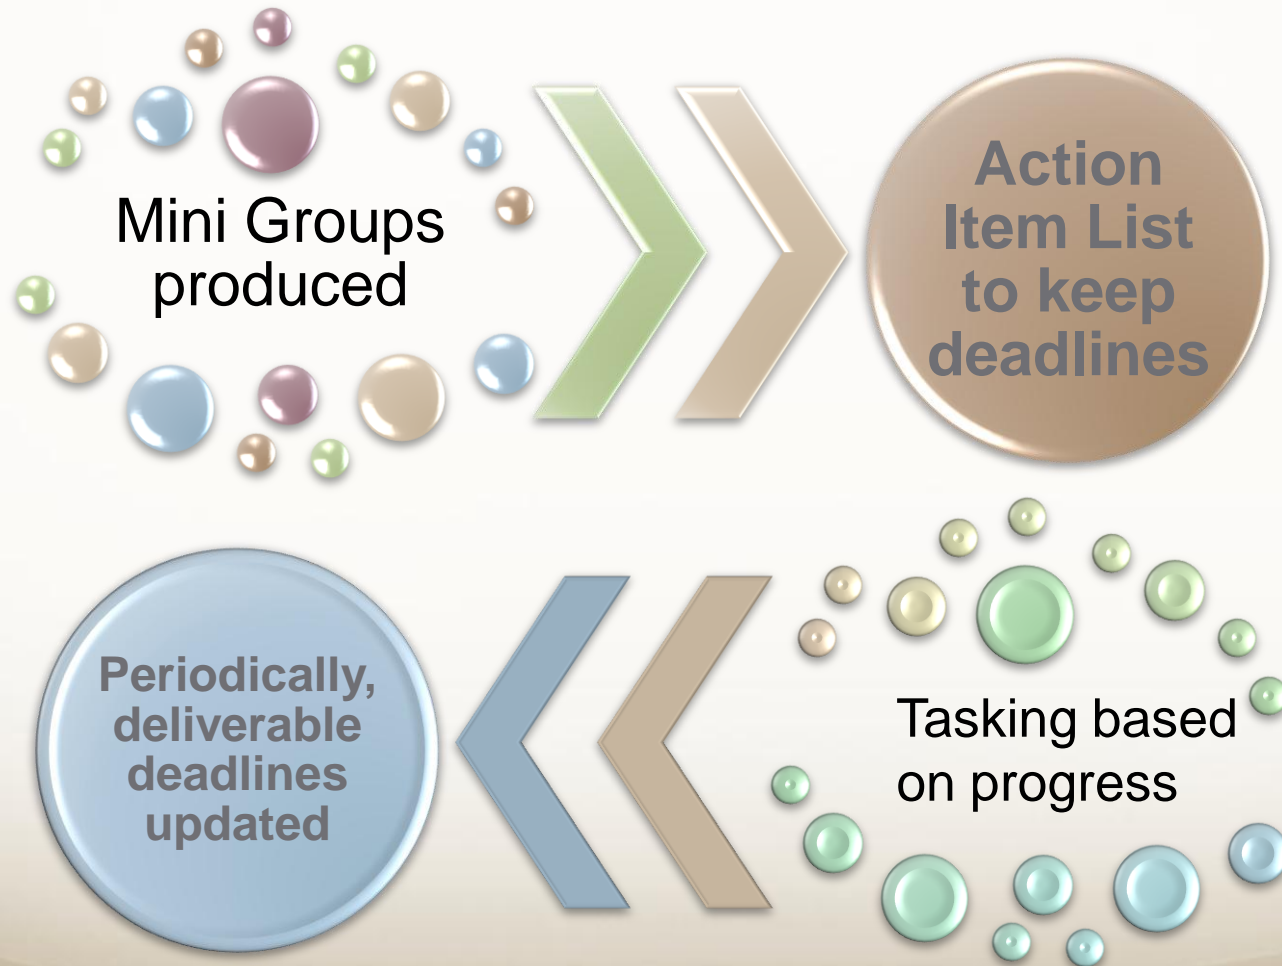 Mini Groups
produced
Action
Item List
to keep
deadlines
Periodically,
deliverable
deadlines
updated
Tasking based
on progress